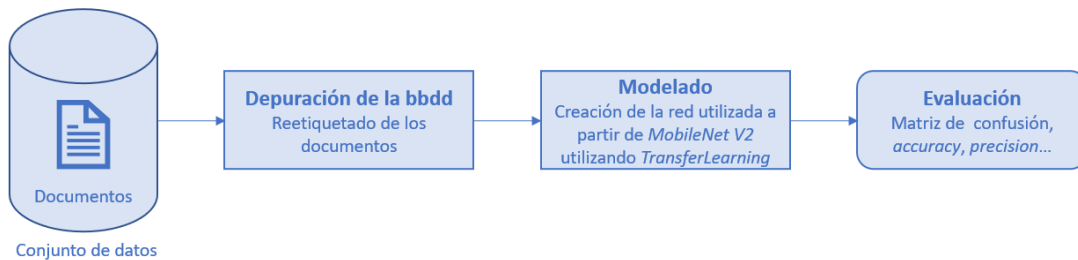 Documentos
Conjunto de datos
Depuración de la bbdd
Reetiquetado de los
documentos
Modelado
Creación de la red utilizada a
partir de MobileNet V2
utilizando TransferLearning
Evaluación
Matriz de confusión,
accuracy, precision...